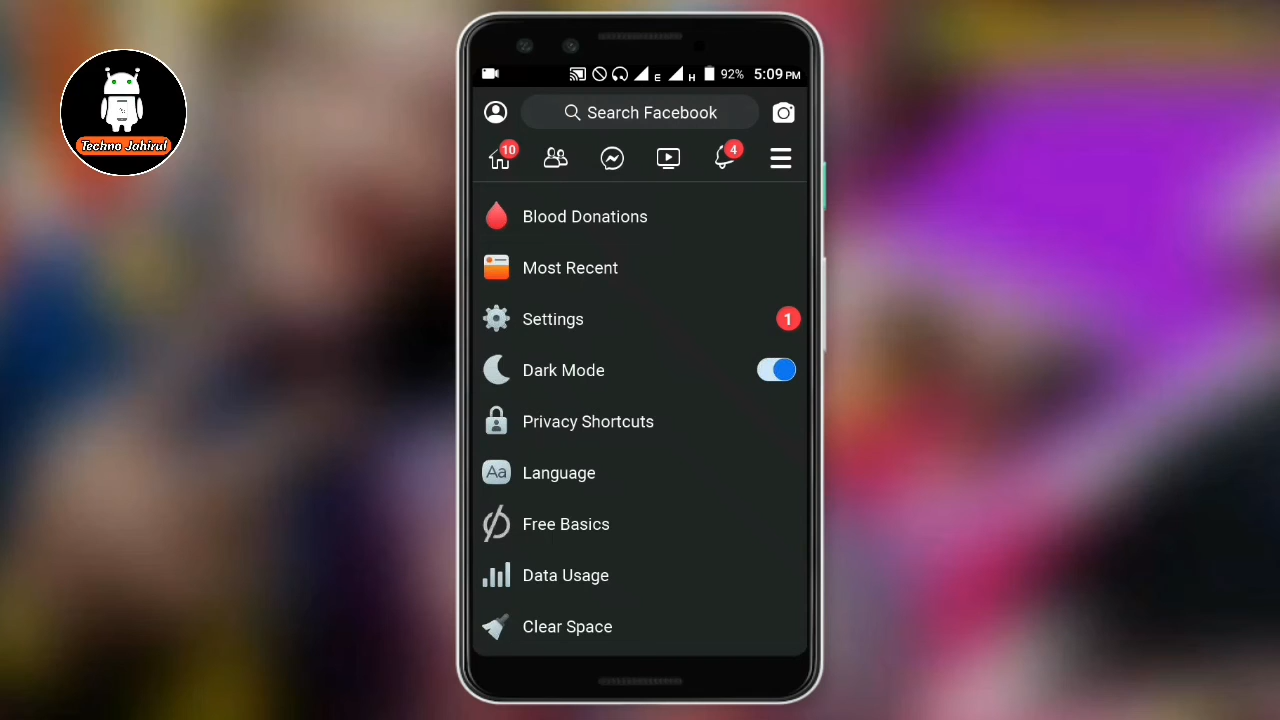 Techno Jahirul
E
H
92%
5:09 PM
Search Facebook
10
4
Blood Donations
Most Recent
Settings
1
Dark Mode
Privacy Shortcuts
Aa
Language
Free Basics
Data Usage
Clear Space